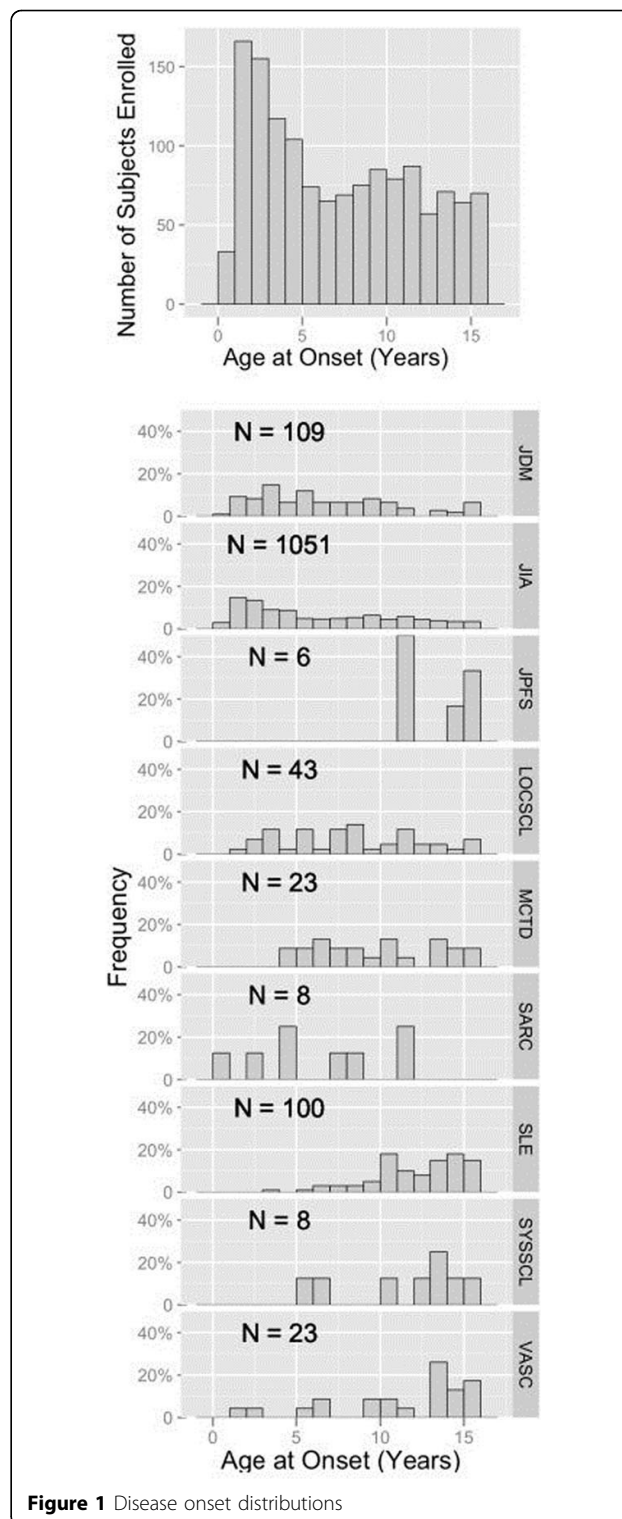 Number of Subjects Enrolled
150
100
50
0
0 5 10 15
Age at Onset (Years)
Frequency
40%
20%
0
N = 109
JDM
40%
20%
0
N = 1051
JIA
40%
20%
0
N = 6
JPFS
40%
20%
0
N = 43
LOCSCL
40%
20%
0
N = 23
MCTD
40%
20%
0
N = 8
SARC
40%
20%
0
N = 100
SLE
40%
20%
0
N = 8
SYSSCL
40%
20%
0
N = 23
VASC
0 5 10 15
Age at Onset (Years)
Figure 1 Disease onset distributions